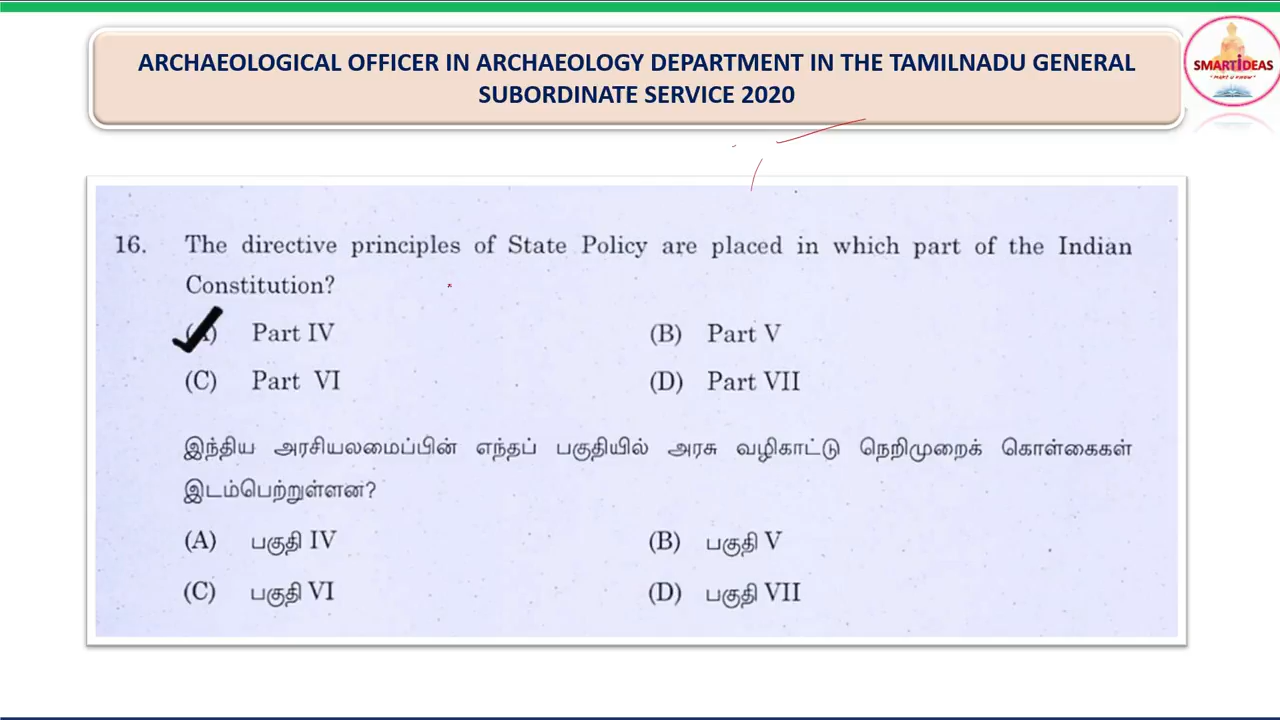 ARCHAEOLOGICAL OFFICER IN ARCHAEOLOGY DEPARTMENT IN THE TAMILNADU GENERAL
SUBORDINATE SERVICE 2020
SMARTIDEAS
16. The directive principles of State Policy are placed in which part of the Indian
Constitution?
(A) Part IV (B) Part V
(C) Part VI (D) Part VII
இந்திய அரசியலமைப்பின் எந்தப் பகுதியில் அரசு வழிகாட்டு நெறிமுறைக் கொள்கைகள்
இடம்பெற்றுள்ளன?
(A) பகுதி IV (B) பகுதி V
(C) பகுதி VI (D) பகுதி VII